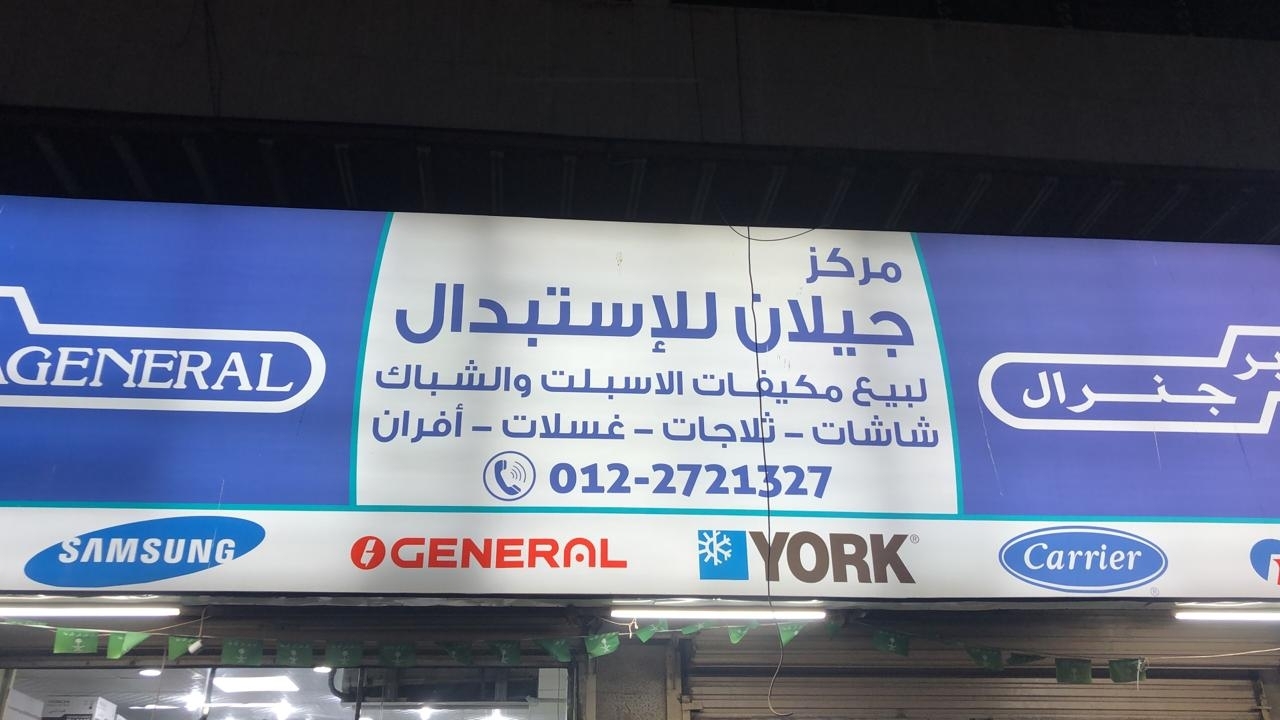 مركز
جيلان للإستبدال
لبيع مكيفات الاسبلت والشباك
شاشات - ثلاجات - غسلات - أفران
012-2721327
GENERAL
جنرال
SAMSUNG
GENERAL
YORK®
Carrier®